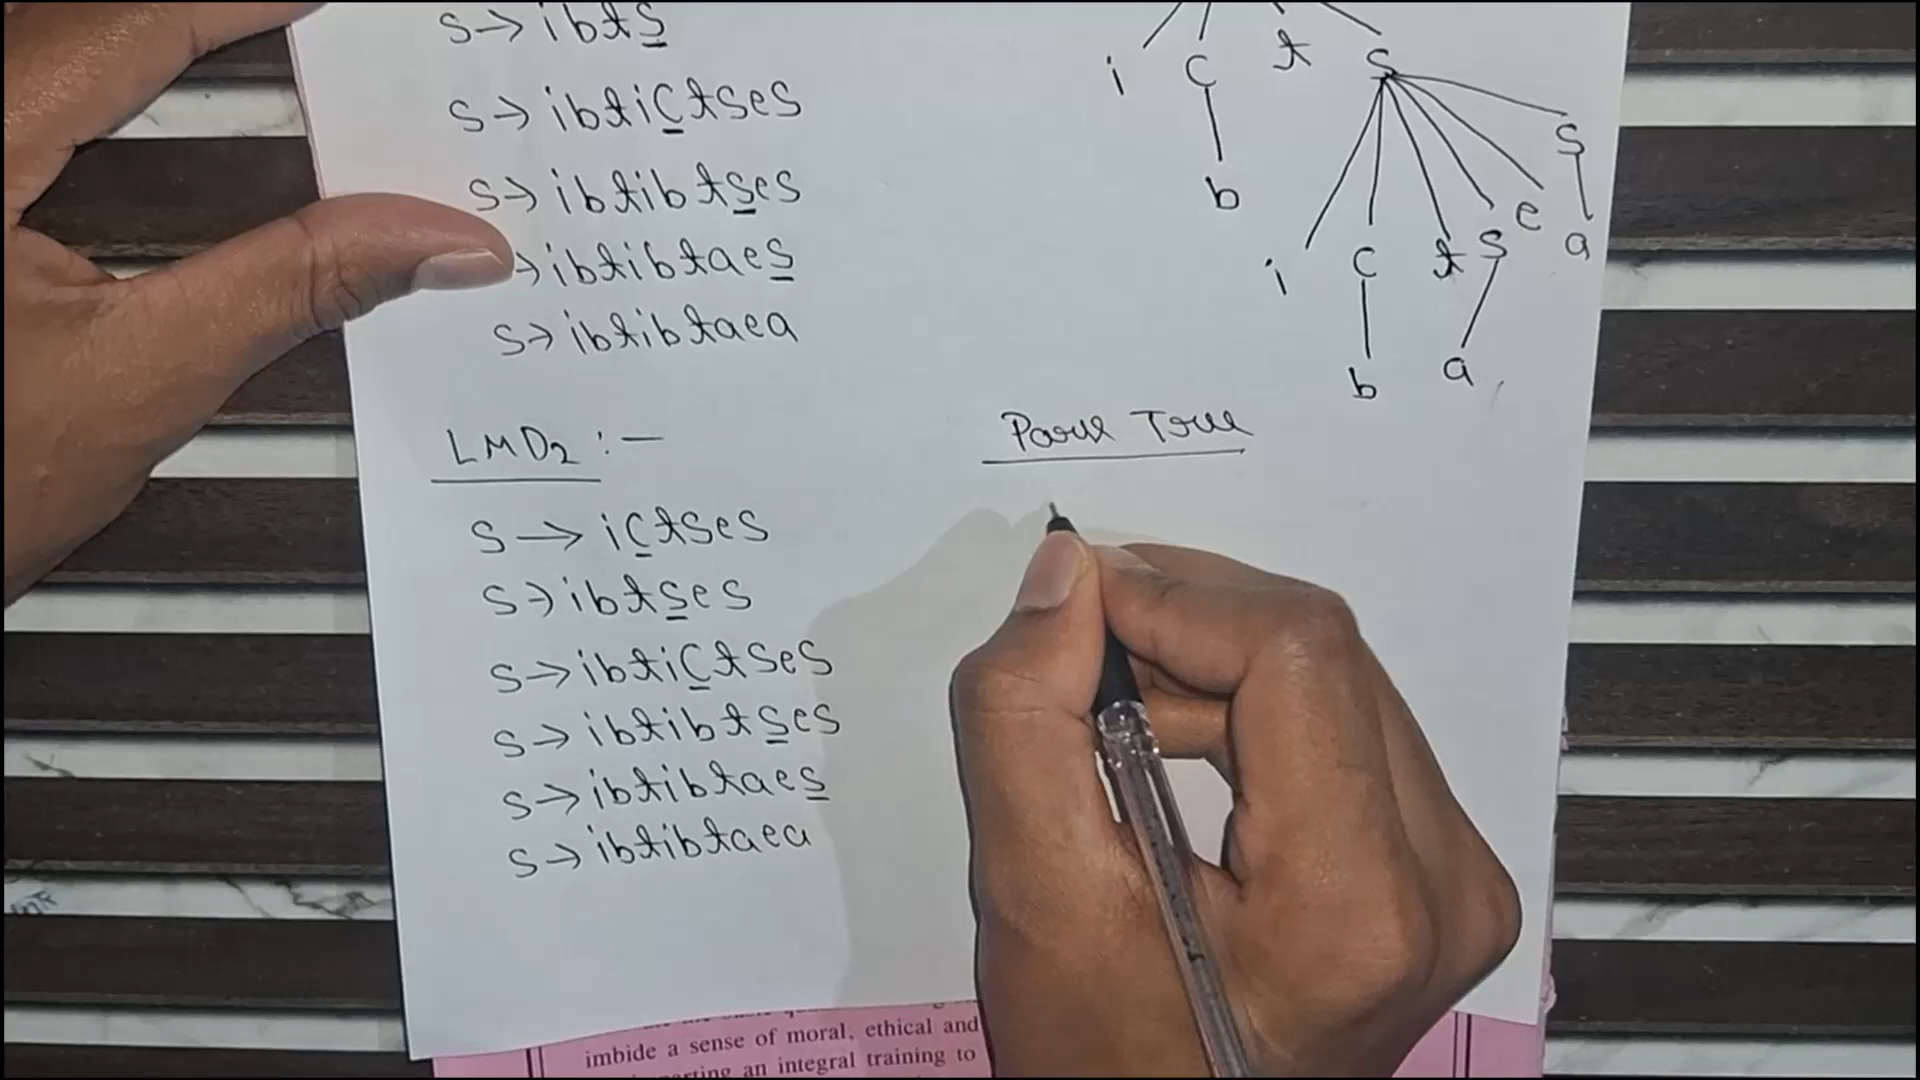 S → ibtS
S → ibtiCtSeS
S → ibtibtSeS
→ ibtibtaeS
S → ibtibtaea
i C t S
b
S
i C t S e a
b a
LMD2 : —
Parse Tree
S → iCtSeS
S → ibtSeS
S → ibtiCtSeS
S → ibtibtSeS
S → ibtibtaeS
S → ibtibtaea
imbide a sense of moral, ethical and
an integral training to